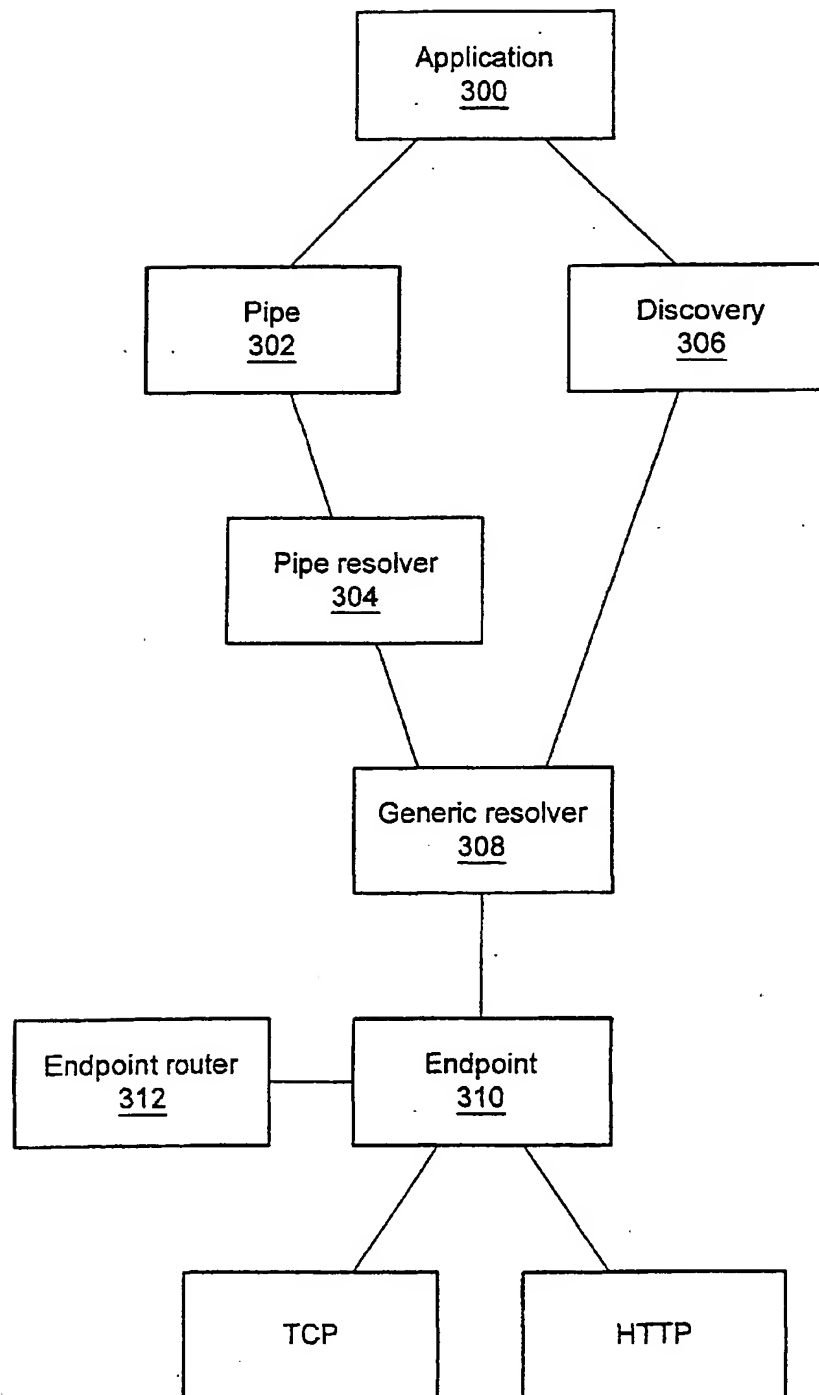 Application
300
Pipe
302
Discovery
306
Pipe resolver
304
Generic resolver
308
Endpoint router
312
Endpoint
310
TCP
HTTP